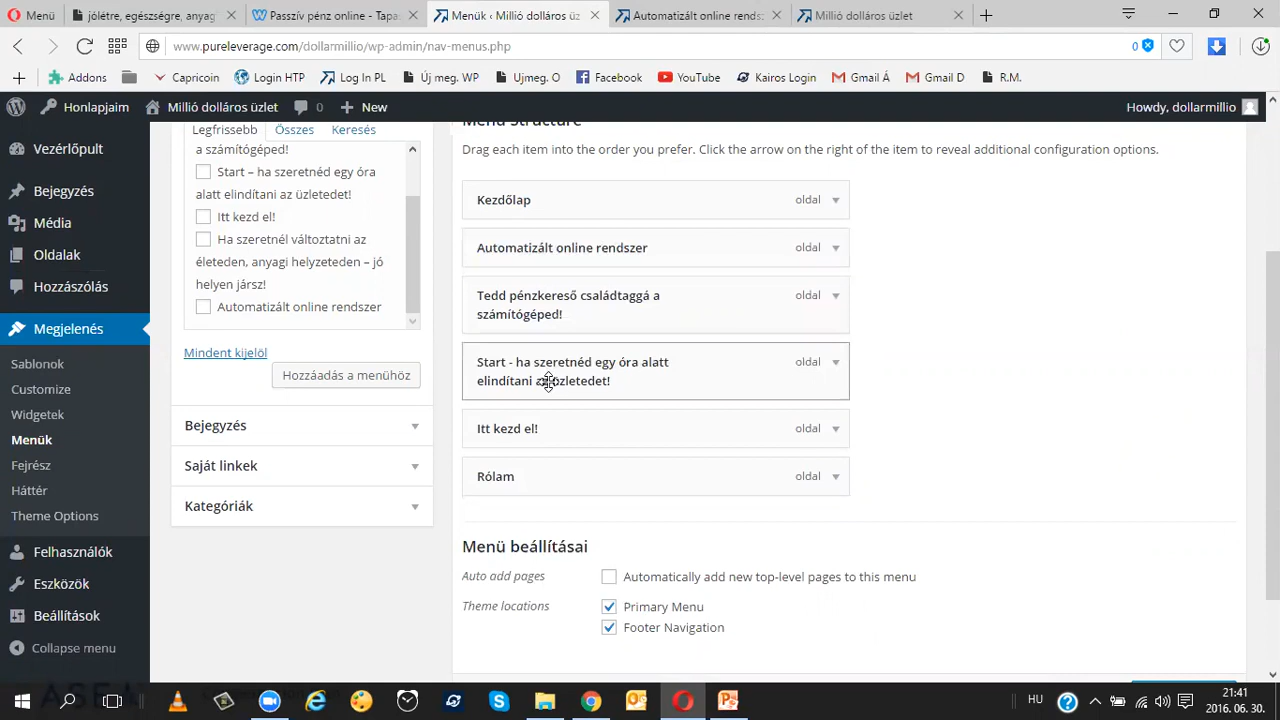 Menü
jólétre, egészségre, anyag
Passzív pénz online - Tapas
Menük ‹ Millió dolláros üz
Automatizált online rends
Millió dolláros üzlet
www.pureleverage.com/dollarmillio/wp-admin/nav-menus.php
0
Addons
Capricoin
Login HTP
Log In PL
Új meg. WP
Ujmeg. O
Facebook
YouTube
Kairos Login
Gmail Á
Gmail D
R.M.
Honlapjaim
Millió dolláros üzlet
0
New
Howdy, dollarmillio
Vezérlőpult
Bejegyzés
Média
Oldalak
Hozzászólás
Megjelenés
Sablonok
Customize
Widgetek
Menük
Fejrész
Háttér
Theme Options
Felhasználók
Eszközök
Beállítások
Collapse menu
Legfrissebb
Összes
Keresés
a számítógéped!
Start – ha szeretnéd egy óra
alatt elindítani az üzletedet!
Itt kezd el!
Ha szeretnél változtatni az
életeden, anyagi helyzeteden – jó
helyen jársz!
Automatizált online rendszer
Mindent kijelöl
Hozzáadás a menühöz
Bejegyzés
Saját linkek
Kategóriák
Menu Structure
Drag each item into the order you prefer. Click the arrow on the right of the item to reveal additional configuration options.
Kezdőlap
oldal
Automatizált online rendszer
oldal
Tedd pénzkereső családtaggá a
oldal
számítógéped!
Start - ha szeretnéd egy óra alatt
oldal
elindítani az üzletedet!
Itt kezd el!
oldal
Rólam
oldal
Menü beállításai
Auto add pages
Automatically add new top-level pages to this menu
Theme locations
Primary Menu
Footer Navigation
HU
21:41
2016. 06. 30.